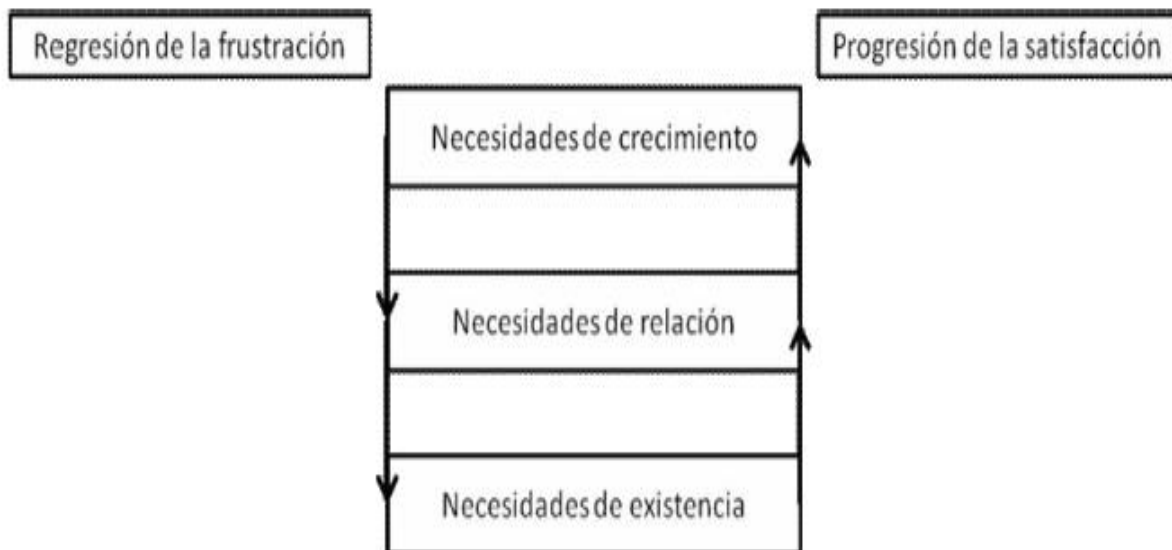 Regresión de la frustración
Progresión de la satisfacción
Necesidades de crecimiento
Necesidades de relación
Necesidades de existencia